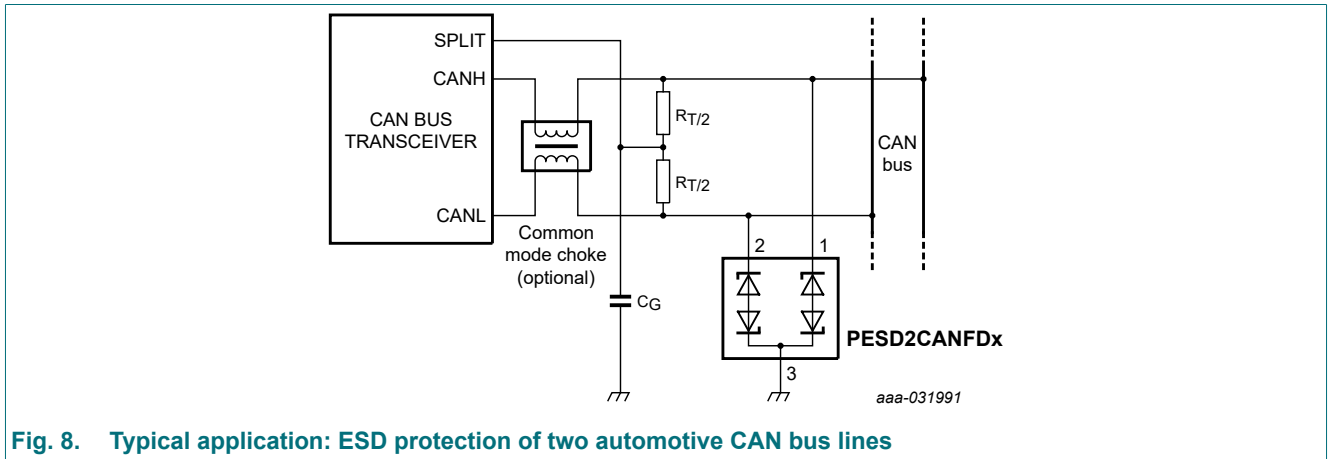 SPLIT
CANH
CAN BUS
TRANSCEIVER
CANL
Common
mode choke
(optional)
RT/2
RT/2
CG
CAN
bus
2
1
PESD2CANFDx
3
aaa-031991
Fig. 8. Typical application: ESD protection of two automotive CAN bus lines